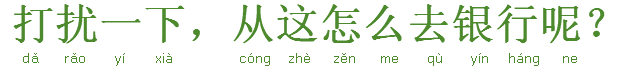 打扰一下，从这怎么去银行呢？
dǎ rǎo yí xià cóng zhè zěn me qù yín háng ne